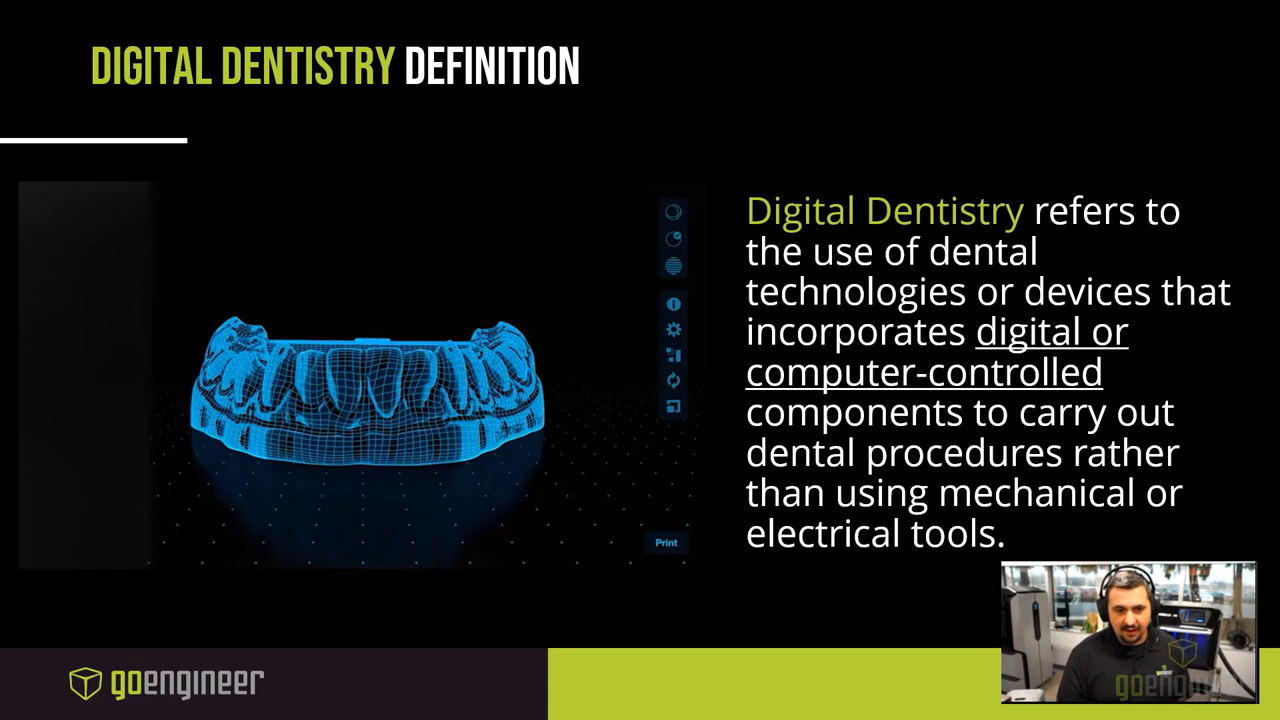 DIGITAL DENTISTRY DEFINITION
Digital Dentistry refers to
the use of dental
technologies or devices that
incorporates digital or
computer-controlled
components to carry out
dental procedures rather
than using mechanical or
electrical tools.
Print
goengineer
goengineer